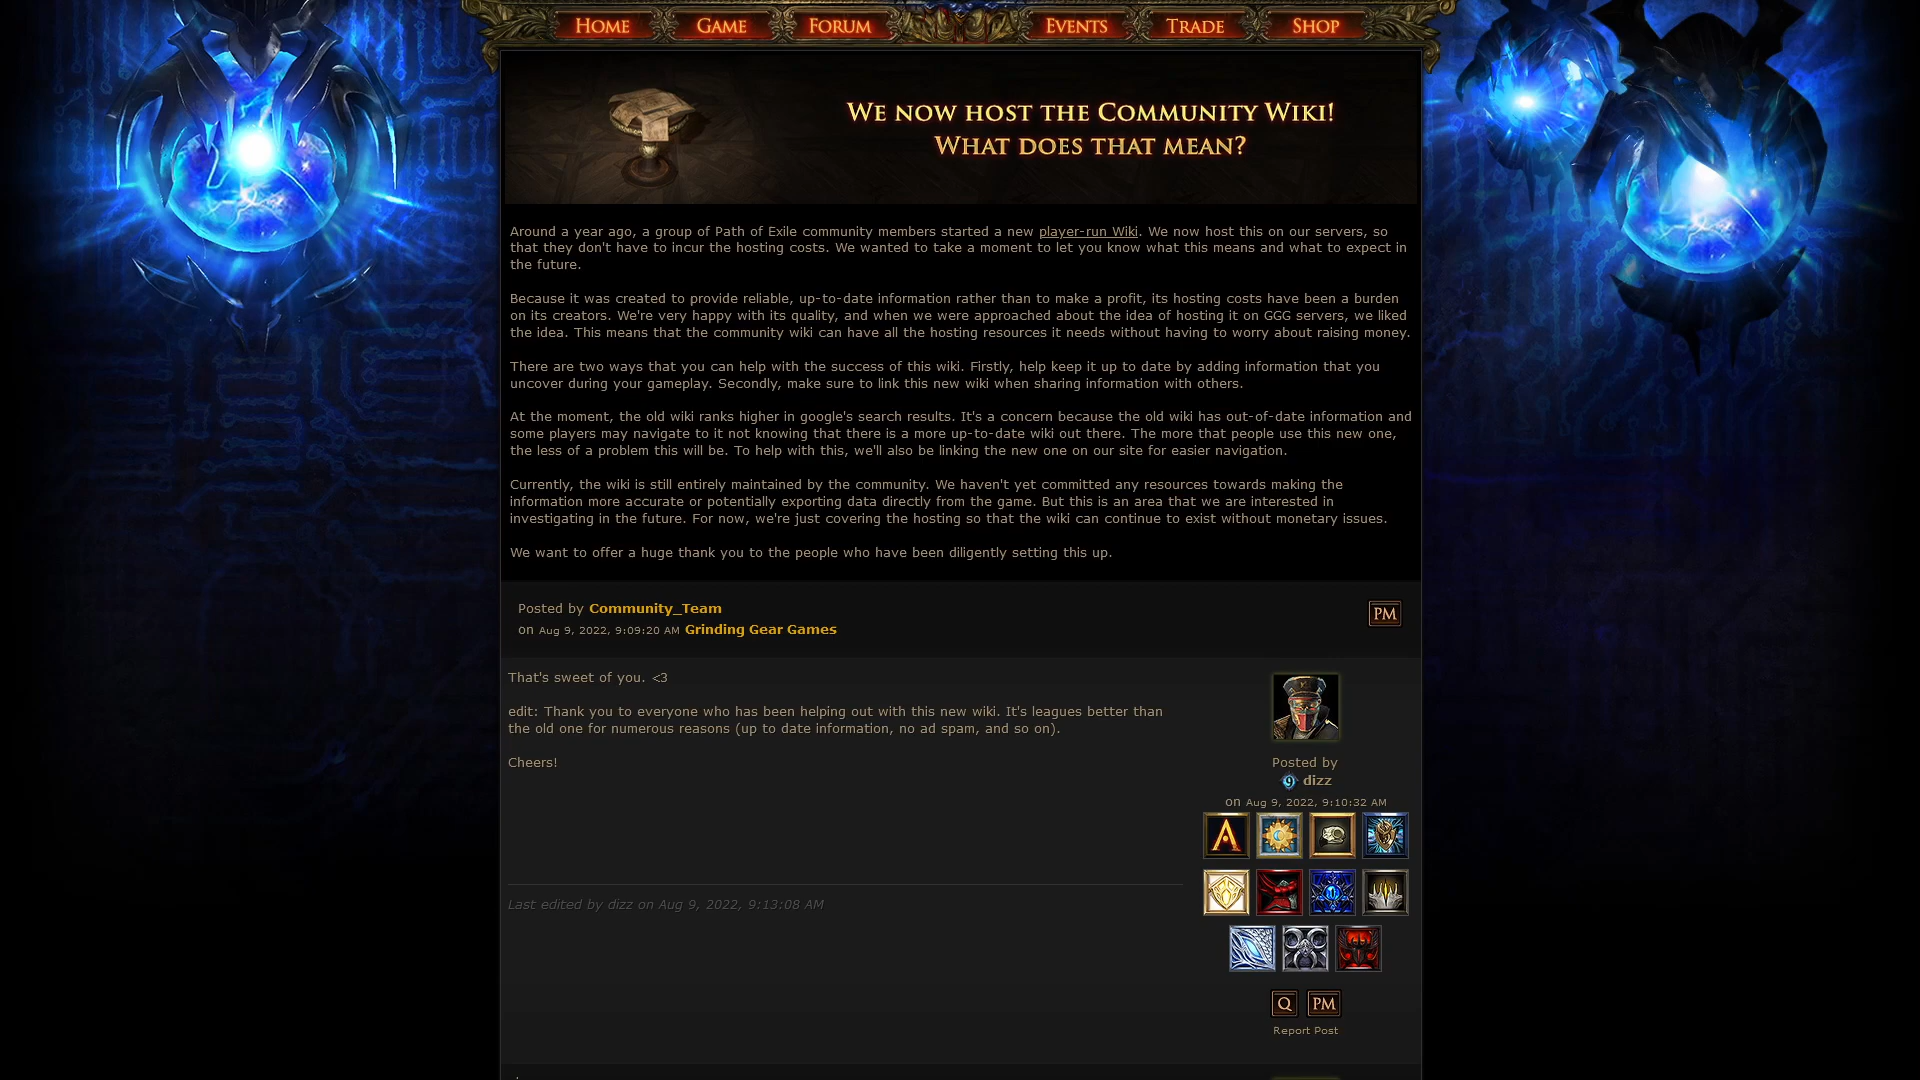 Home Game Forum Events Trade Shop
We now host the Community Wiki!
What does that mean?
Around a year ago, a group of Path of Exile community members started a new player-run Wiki. We now host this on our servers, so
that they don't have to incur the hosting costs. We wanted to take a moment to let you know what this means and what to expect in
the future.
Because it was created to provide reliable, up-to-date information rather than to make a profit, its hosting costs have been a burden
on its creators. We're very happy with its quality, and when we were approached about the idea of hosting it on GGG servers, we liked
the idea. This means that the community wiki can have all the hosting resources it needs without having to worry about raising money.
There are two ways that you can help with the success of this wiki. Firstly, help keep it up to date by adding information that you
uncover during your gameplay. Secondly, make sure to link this new wiki when sharing information with others.
At the moment, the old wiki ranks higher in google's search results. It's a concern because the old wiki has out-of-date information and
some players may navigate to it not knowing that there is a more up-to-date wiki out there. The more that people use this new one,
the less of a problem this will be. To help with this, we'll also be linking the new one on our site for easier navigation.
Currently, the wiki is still entirely maintained by the community. We haven't yet committed any resources towards making the
information more accurate or potentially exporting data directly from the game. But this is an area that we are interested in
investigating in the future. For now, we're just covering the hosting so that the wiki can continue to exist without monetary issues.
We want to offer a huge thank you to the people who have been diligently setting this up.
Posted by Community_Team
on Aug 9, 2022, 9:09:20 AM Grinding Gear Games
PM
That's sweet of you. <3
edit: Thank you to everyone who has been helping out with this new wiki. It's leagues better than
the old one for numerous reasons (up to date information, no ad spam, and so on).
Cheers!
Last edited by dizz on Aug 9, 2022, 9:13:08 AM
Posted by
9 dizz
on Aug 9, 2022, 9:10:32 AM
A
Q PM
Report Post